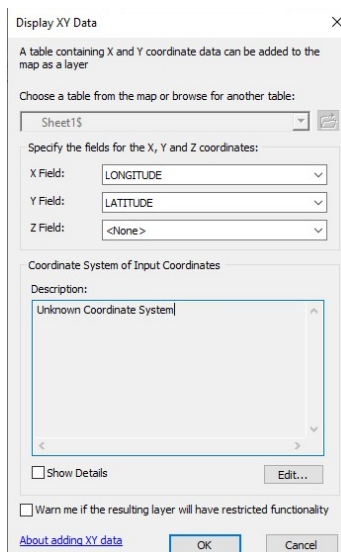 Display XY Data
A table containing X and Y coordinate data can be added to the
map as a layer
Choose a table from the map or browse for another table:
Sheet1$
Specify the fields for the X, Y and Z coordinates:
X Field: LONGITUDE
Y Field: LATITUDE
Z Field: <None>
Coordinate System of Input Coordinates
Description:
Unknown Coordinate System
Show Details Edit...
Warn me if the resulting layer will have restricted functionality
About adding XY data OK Cancel